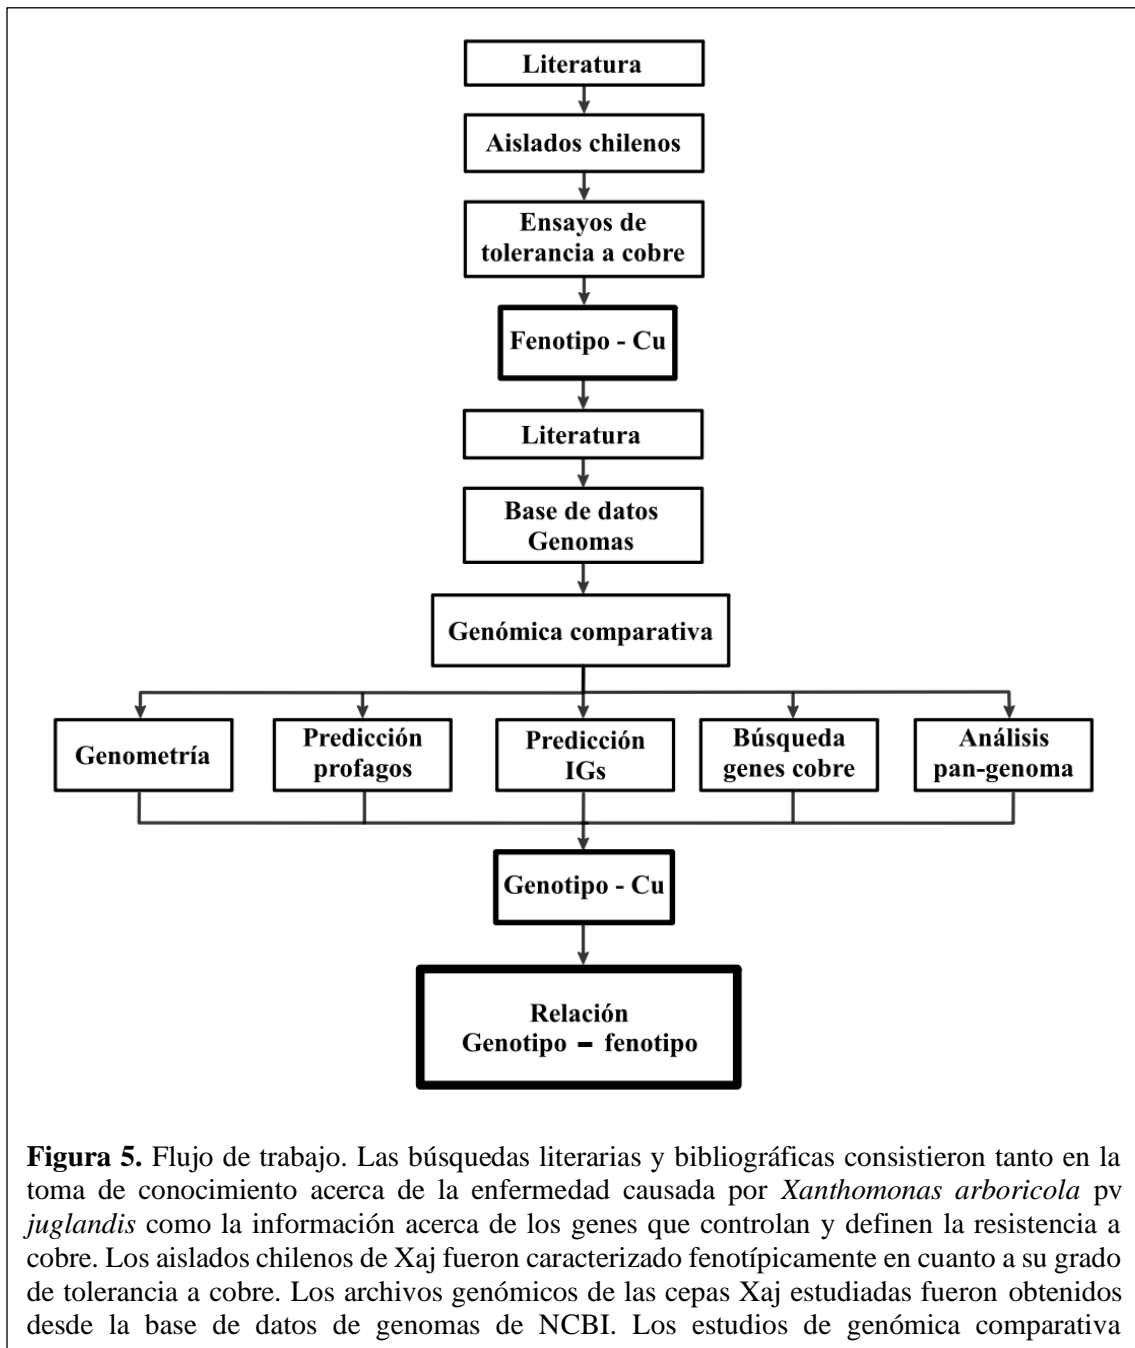 Literatura
Aislados chilenos
Ensayos de
tolerancia a cobre
Fenotipo - Cu
Literatura
Base de datos
Genomas
Genómica comparativa
Genometría
Predicción
profagos
Predicción
IGs
Búsqueda
genes cobre
Análisis
pan-genoma
Genotipo - Cu
Relación
Genotipo – fenotipo
Figura 5. Flujo de trabajo. Las búsquedas literarias y bibliográficas consistieron tanto en la
toma de conocimiento acerca de la enfermedad causada por Xanthomonas arboricola pv
juglandis como la información acerca de los genes que controlan y definen la resistencia a
cobre. Los aislados chilenos de Xaj fueron caracterizado fenotípicamente en cuanto a su grado
de tolerancia a cobre. Los archivos genómicos de las cepas Xaj estudiadas fueron obtenidos
desde la base de datos de genomas de NCBI. Los estudios de genómica comparativa